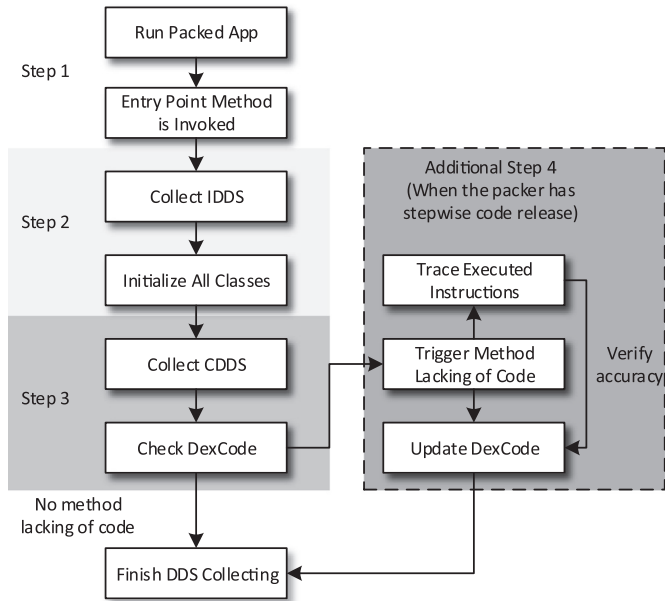 Run Packed App
Step 1
Entry Point Method
is Invoked
Step 2
Collect IDDS
Initialize All Classes
Step 3
Collect CDDS
Check DexCode
No method
lacking of code
Finish DDS Collecting
Additional Step 4
(When the packer has
stepwise code release)
Trace Executed
Instructions
Trigger Method
Lacking of Code
Verify
accuracy
Update DexCode